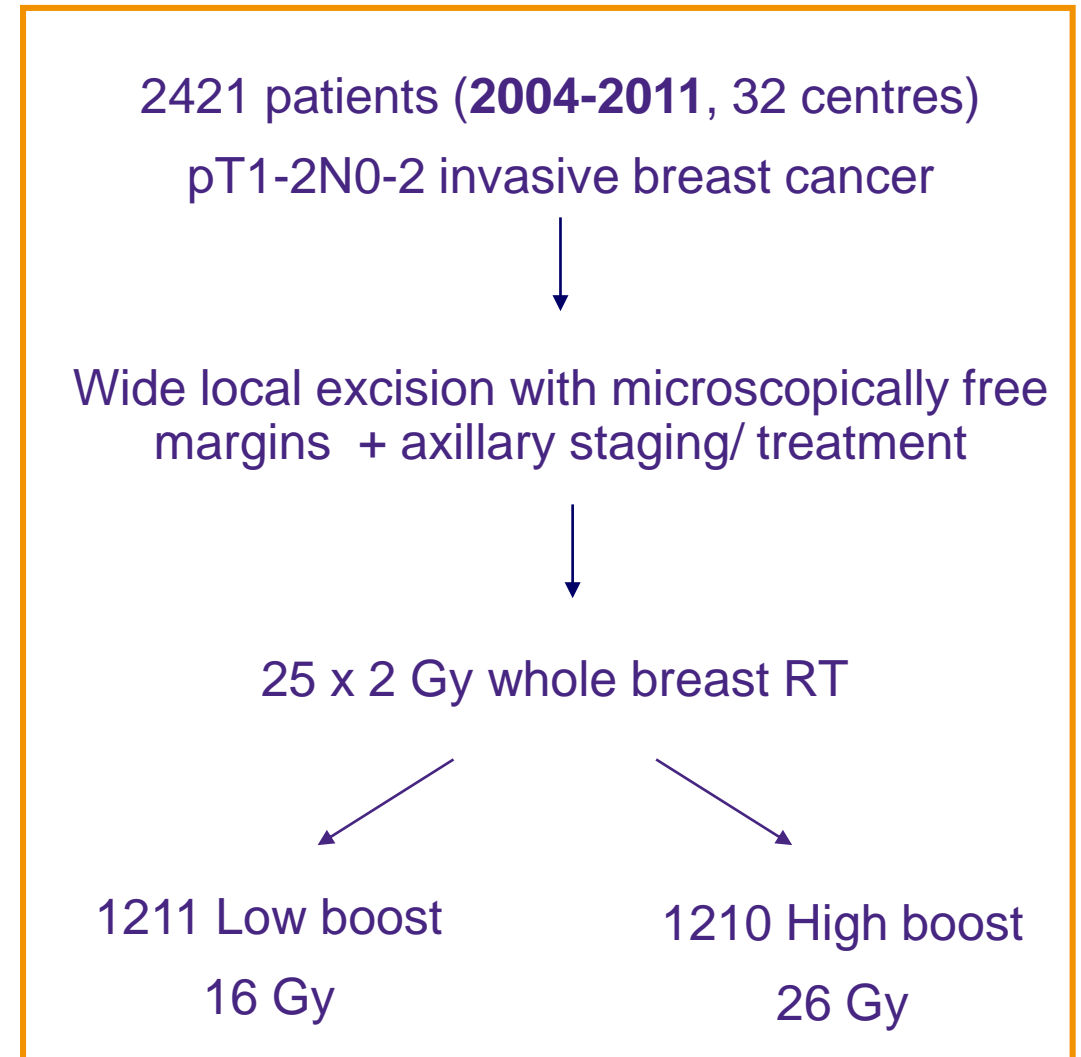 2421 patients (2004-2011, 32 centres)
pT1-2N0-2 invasive breast cancer
Wide local excision with microscopically free
margins + axillary staging/ treatment
25 x 2 Gy whole breast RT
1211 Low boost
16 Gy
1210 High boost
26 Gy